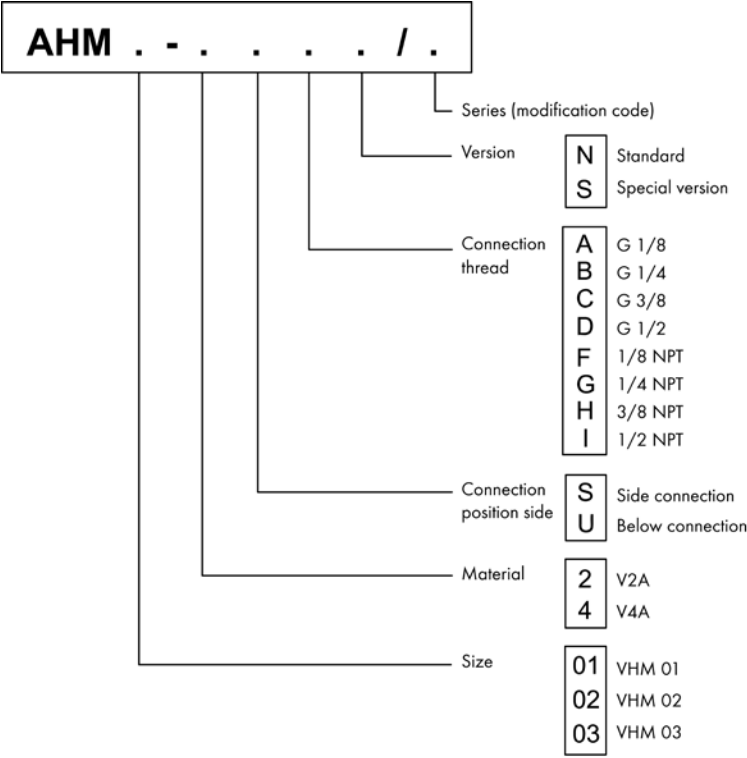 AHM . - . . . . / .
Series (modification code)
Version
N Standard
S Special version
Connection
thread
A G 1/8
B G 1/4
C G 3/8
D G 1/2
F 1/8 NPT
G 1/4 NPT
H 3/8 NPT
I 1/2 NPT
Connection
position side
S Side connection
U Below connection
Material
2 V2A
4 V4A
Size
01 VHM 01
02 VHM 02
03 VHM 03